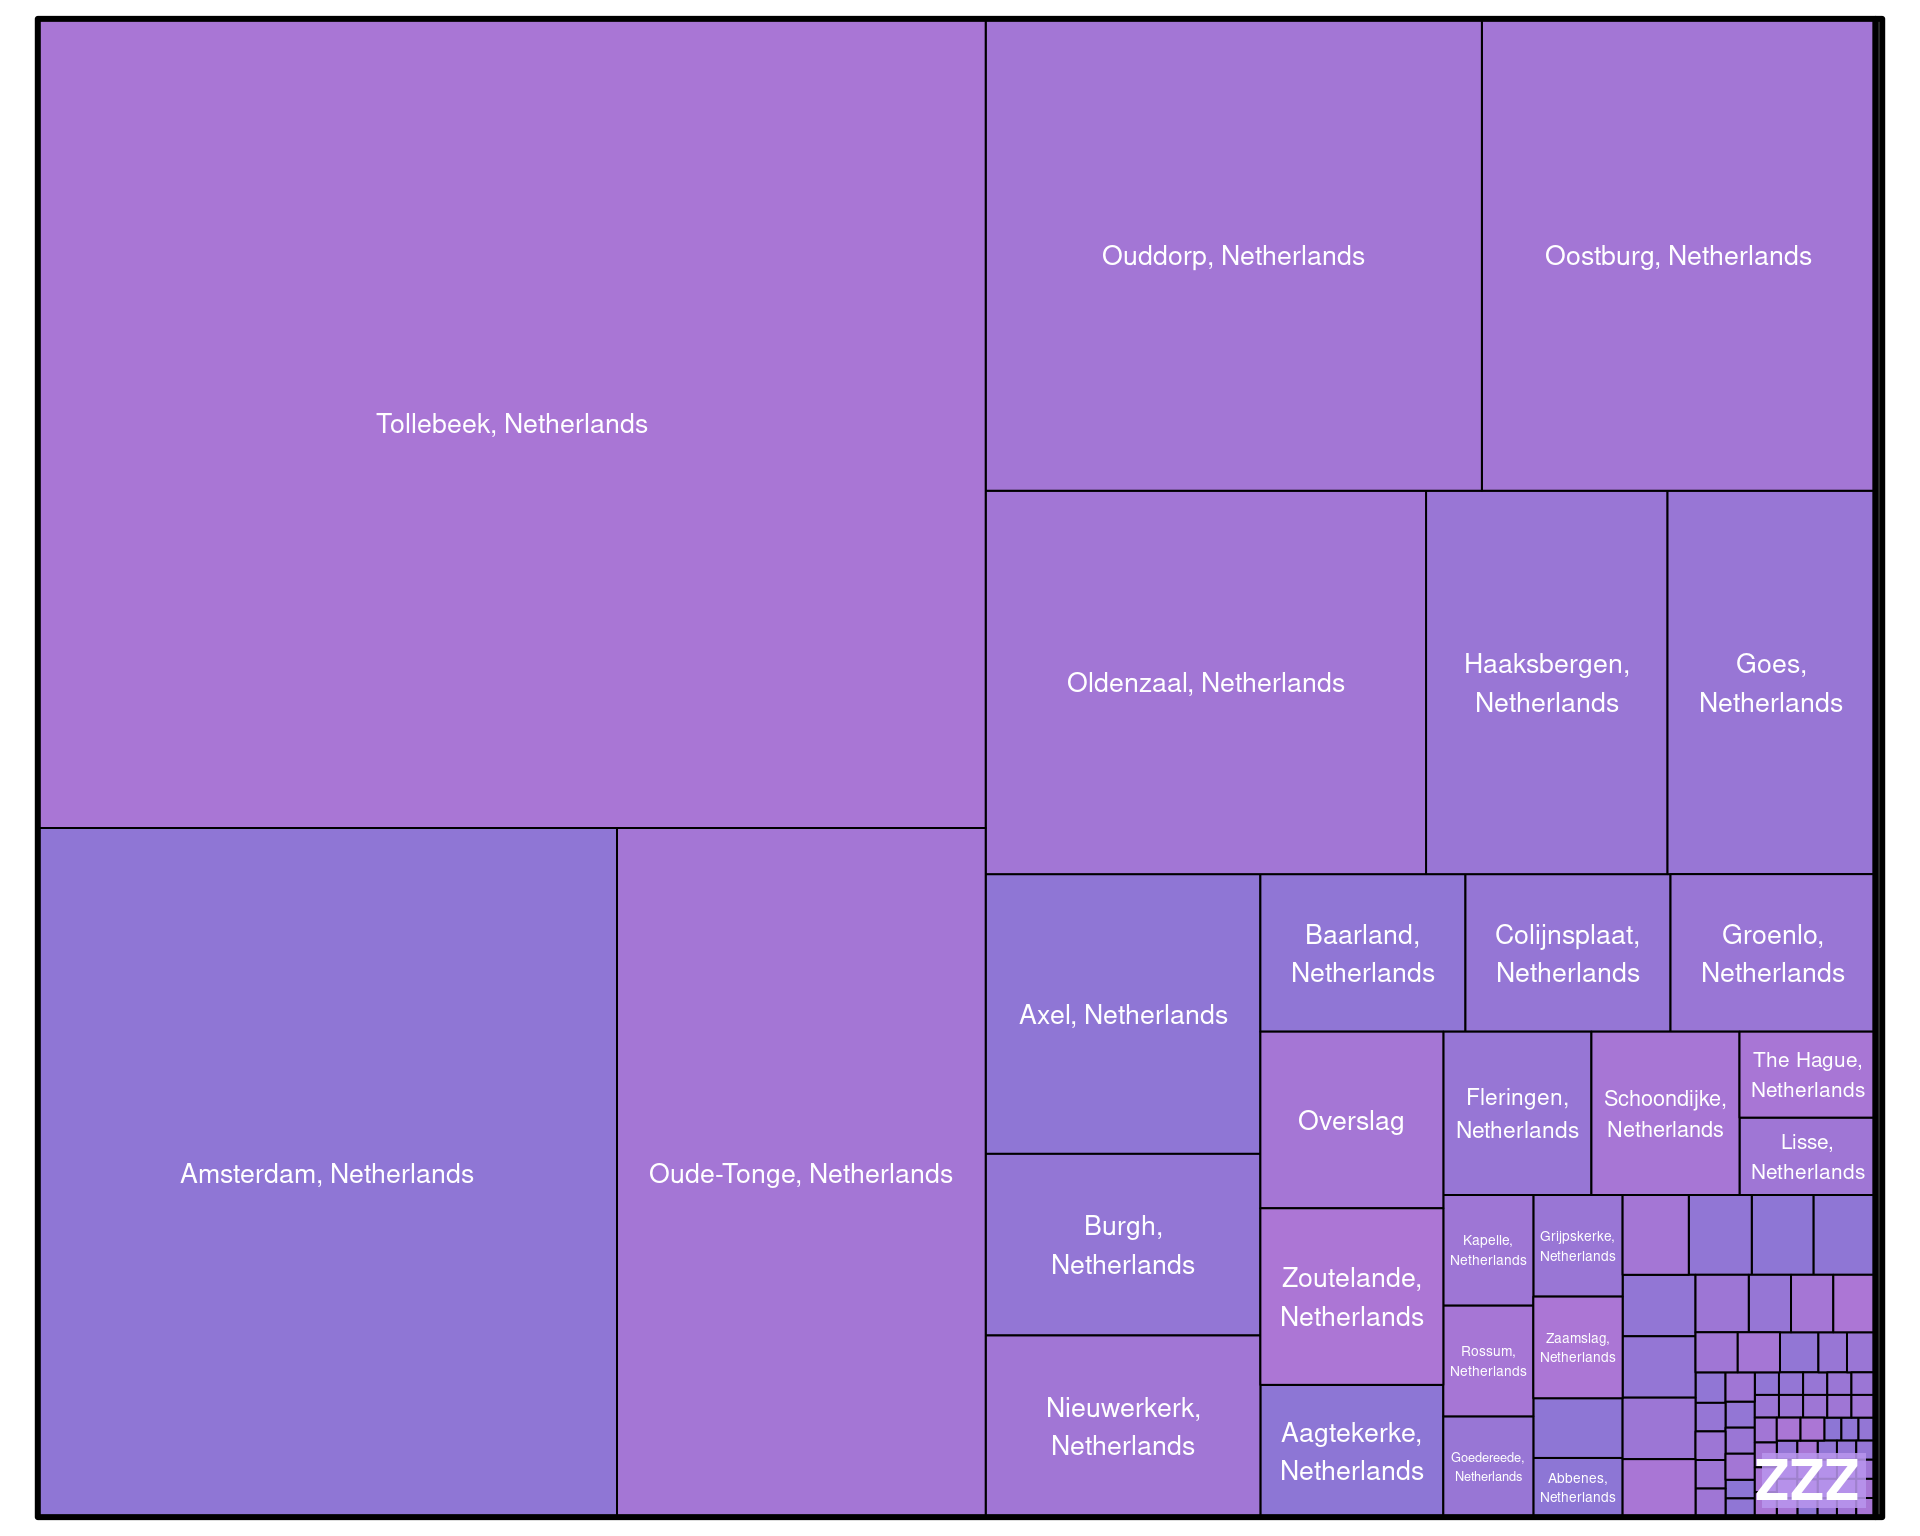 Tollebeek, Netherlands
Ouddorp, Netherlands
Oostburg, Netherlands
Oldenzaal, Netherlands
Haaksbergen,
Netherlands
Goes,
Netherlands
Amsterdam, Netherlands
Oude-Tonge, Netherlands
Axel, Netherlands
Baarland,
Netherlands
Colijnsplaat,
Netherlands
Groenlo,
Netherlands
Overslag
Fleringen,
Netherlands
Schoondijke,
Netherlands
The Hague,
Netherlands
Lisse,
Netherlands
Burgh,
Netherlands
Zoutelande,
Netherlands
Kapelle,
Netherlands
Grijpskerke,
Netherlands
Rossum,
Netherlands
Zaamslag,
Netherlands
Nieuwerkerk,
Netherlands
Aagtekerke,
Netherlands
Goedereede,
Netherlands
Abbenes,
Netherlands
ZZZ